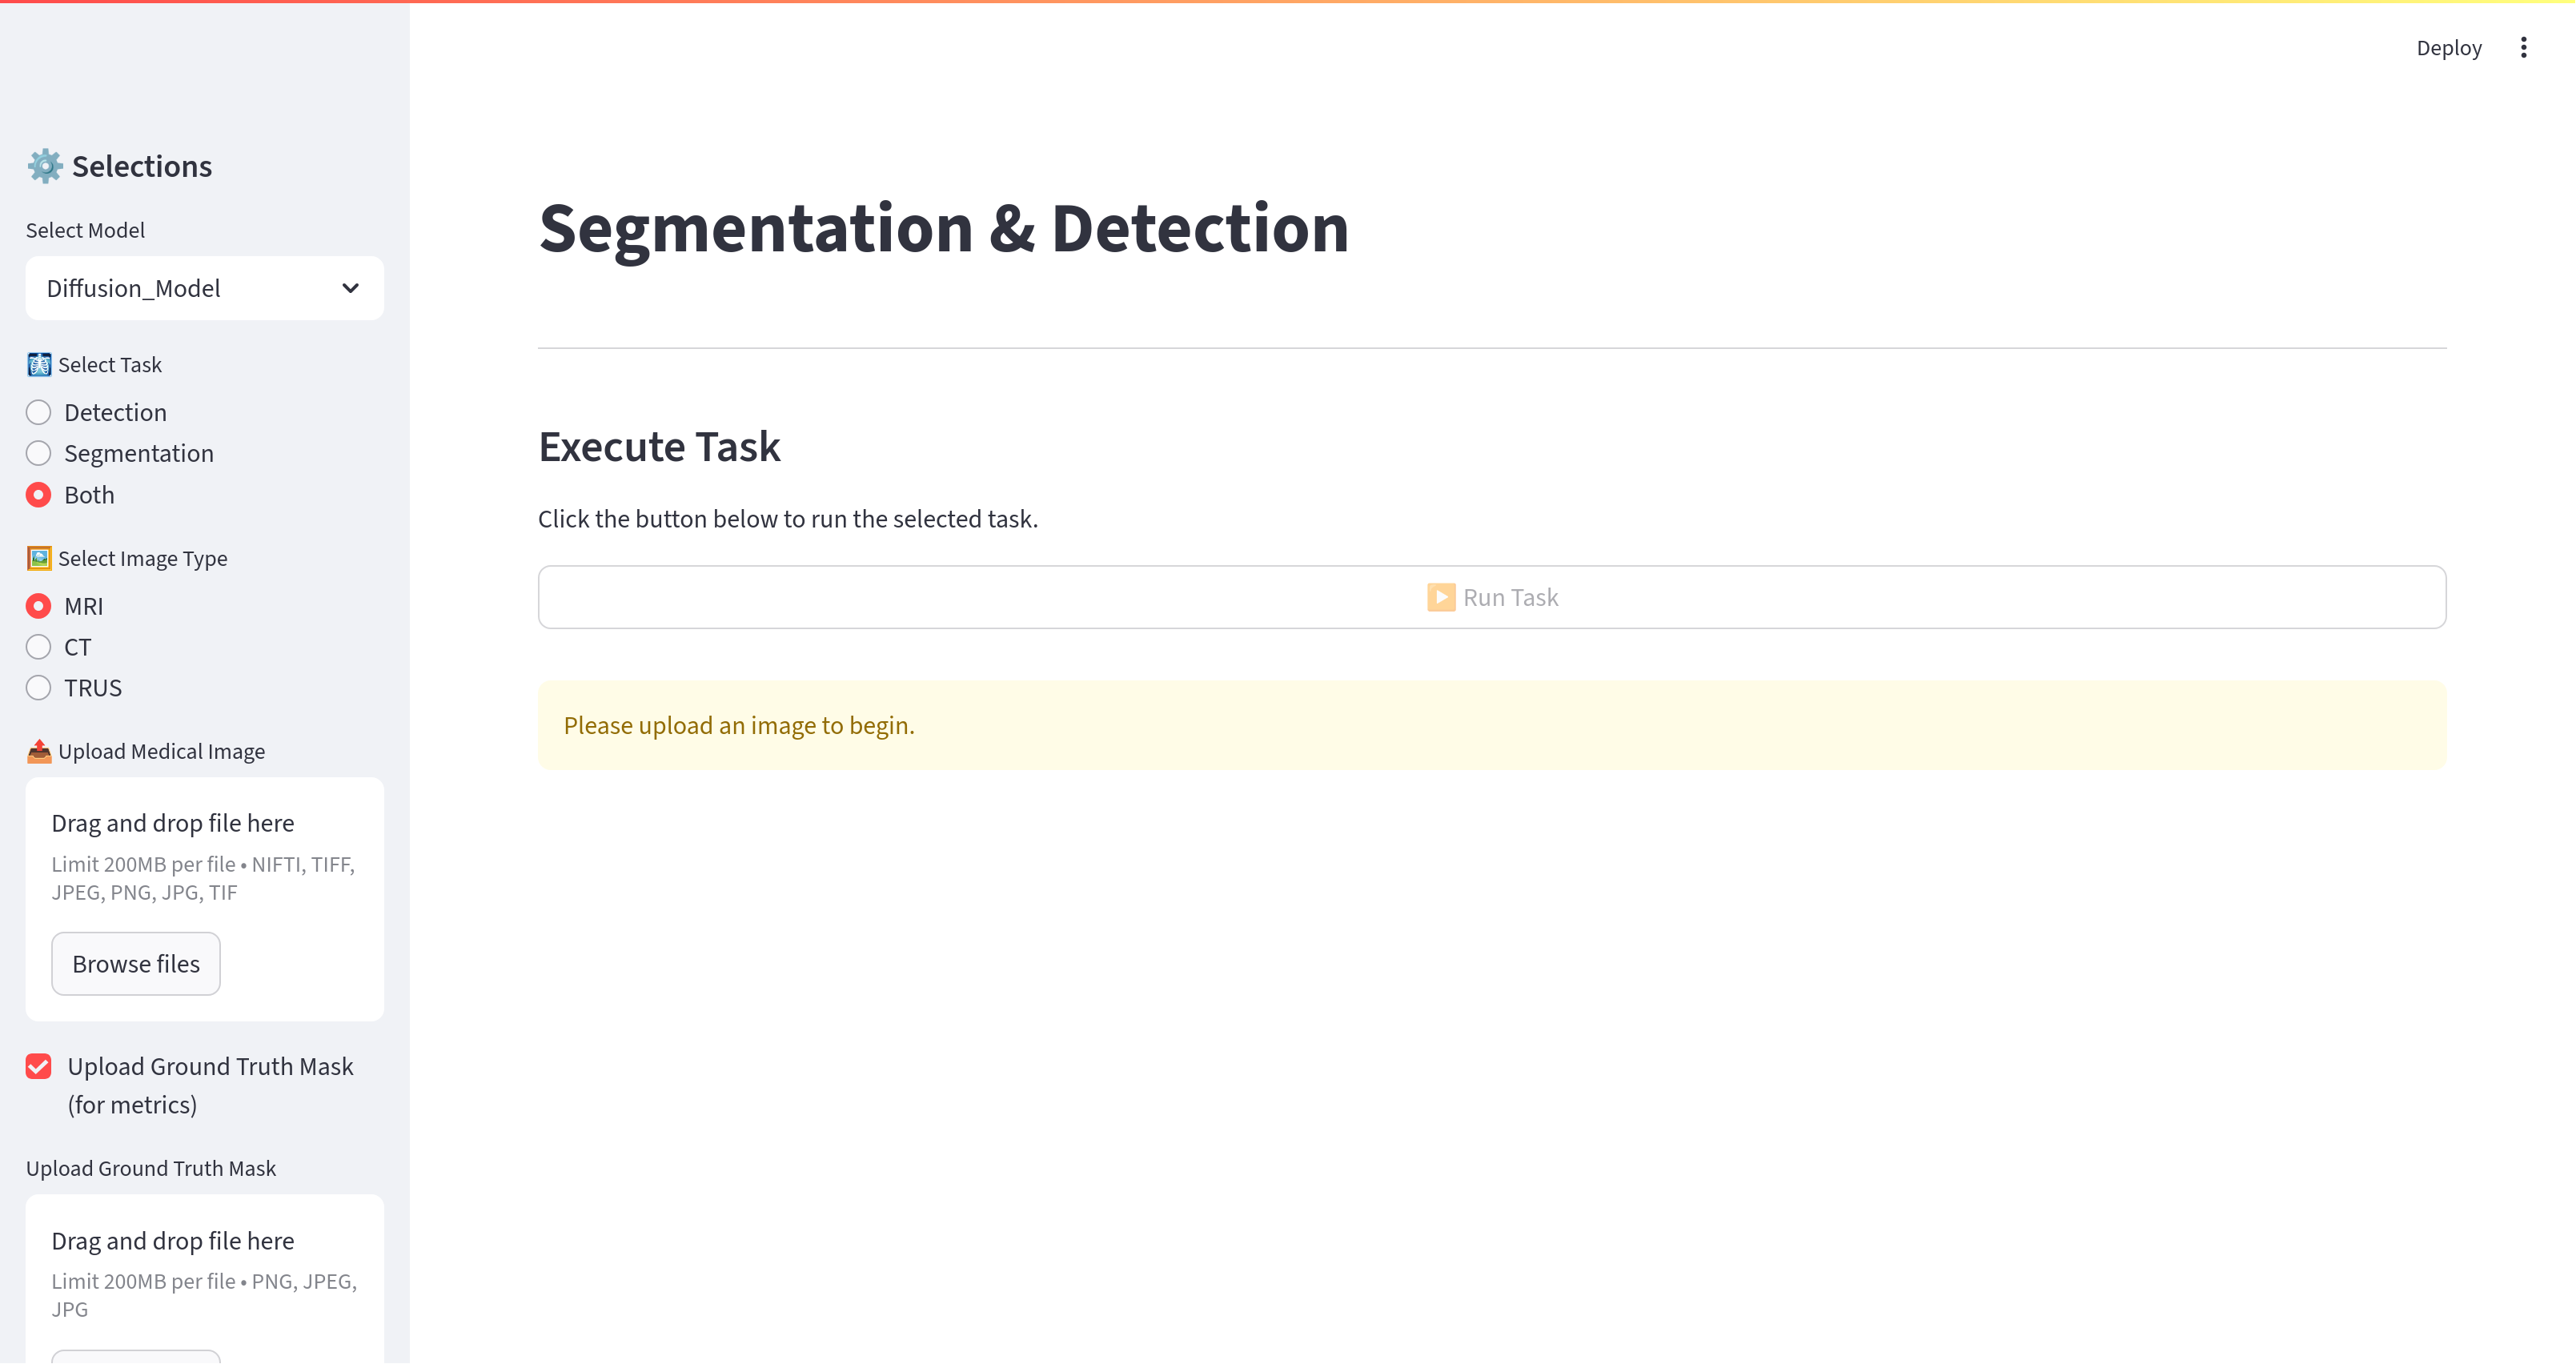 Deploy
Selections
Select Model
Diffusion_Model
Select Task
Detection
Segmentation
Both
Select Image Type
MRI
CT
TRUS
Upload Medical Image
Drag and drop file here
Limit 200MB per file • NIFTI, TIFF,
JPEG, PNG, JPG, TIF
Browse files
Upload Ground Truth Mask
(for metrics)
Upload Ground Truth Mask
Drag and drop file here
Limit 200MB per file • PNG, JPEG,
JPG
Segmentation & Detection
Execute Task
Click the button below to run the selected task.
Run Task
Please upload an image to begin.